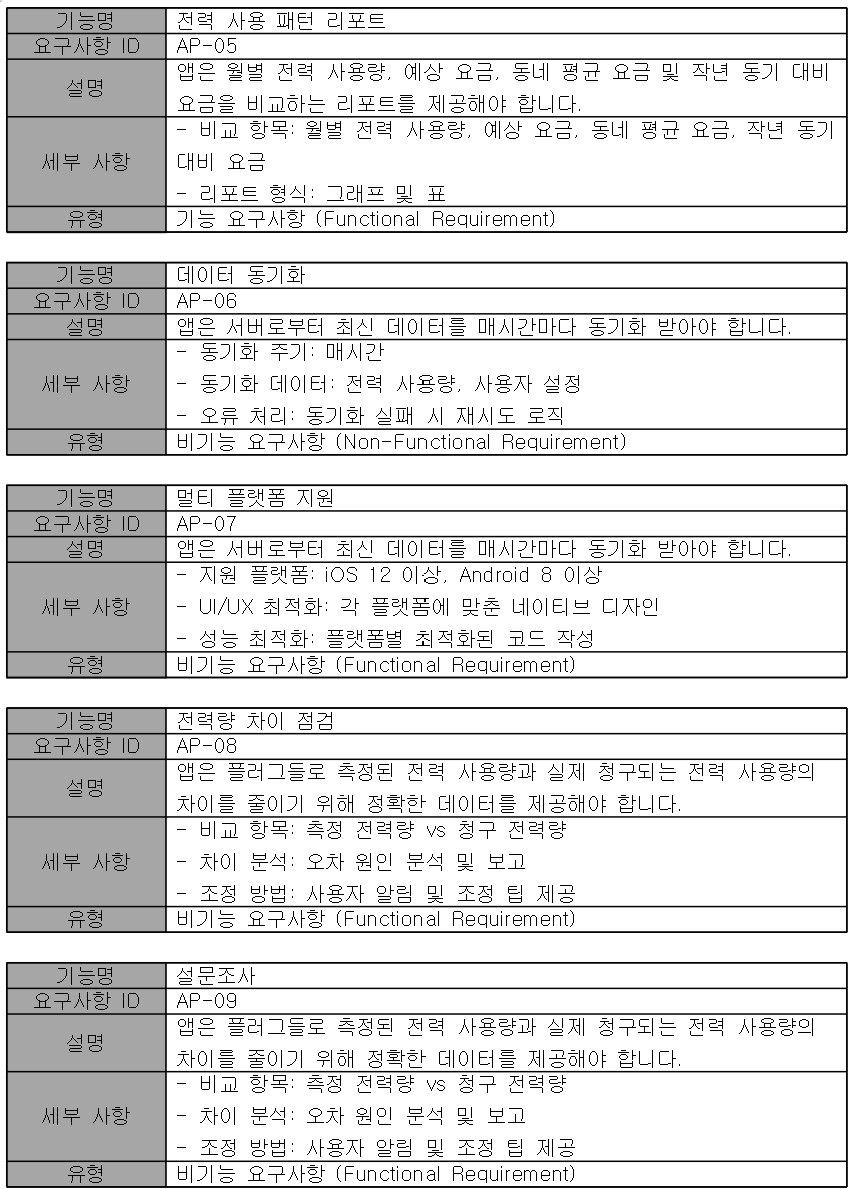 기능명 전력 사용 패턴 리포트
요구사항 ID AP-05
설명 앱은 월별 전력 사용량, 예상 요금, 동네 평균 요금 및 작년 동기 대비
요금을 비교하는 리포트를 제공해야 합니다.
세부 사항 - 비교 항목: 월별 전력 사용량, 예상 요금, 동네 평균 요금, 작년 동기
대비 요금
- 리포트 형식: 그래프 및 표
유형 기능 요구사항 (Functional Requirement)
기능명 데이터 동기화
요구사항 ID AP-06
설명 앱은 서버로부터 최신 데이터를 매시간마다 동기화 받아야 합니다.
세부 사항 - 동기화 주기: 매시간
- 동기화 데이터: 전력 사용량, 사용자 설정
- 오류 처리: 동기화 실패 시 재시도 로직
유형 비기능 요구사항 (Non-Functional Requirement)
기능명 멀티 플랫폼 지원
요구사항 ID AP-07
설명 앱은 서버로부터 최신 데이터를 매시간마다 동기화 받아야 합니다.
세부 사항 - 지원 플랫폼: iOS 12 이상, Android 8 이상
- UI/UX 최적화: 각 플랫폼에 맞춘 네이티브 디자인
- 성능 최적화: 플랫폼별 최적화된 코드 작성
유형 비기능 요구사항 (Functional Requirement)
기능명 전력량 차이 점검
요구사항 ID AP-08
설명 앱은 플러그들로 측정된 전력 사용량과 실제 청구되는 전력 사용량의
차이를 줄이기 위해 정확한 데이터를 제공해야 합니다.
세부 사항 - 비교 항목: 측정 전력량 vs 청구 전력량
- 차이 분석: 오차 원인 분석 및 보고
- 조정 방법: 사용자 알림 및 조정 팁 제공
유형 비기능 요구사항 (Functional Requirement)
기능명 설문조사
요구사항 ID AP-09
설명 앱은 플러그들로 측정된 전력 사용량과 실제 청구되는 전력 사용량의
차이를 줄이기 위해 정확한 데이터를 제공해야 합니다.
세부 사항 - 비교 항목: 측정 전력량 vs 청구 전력량
- 차이 분석: 오차 원인 분석 및 보고
- 조정 방법: 사용자 알림 및 조정 팁 제공
유형 비기능 요구사항 (Functional Requirement)